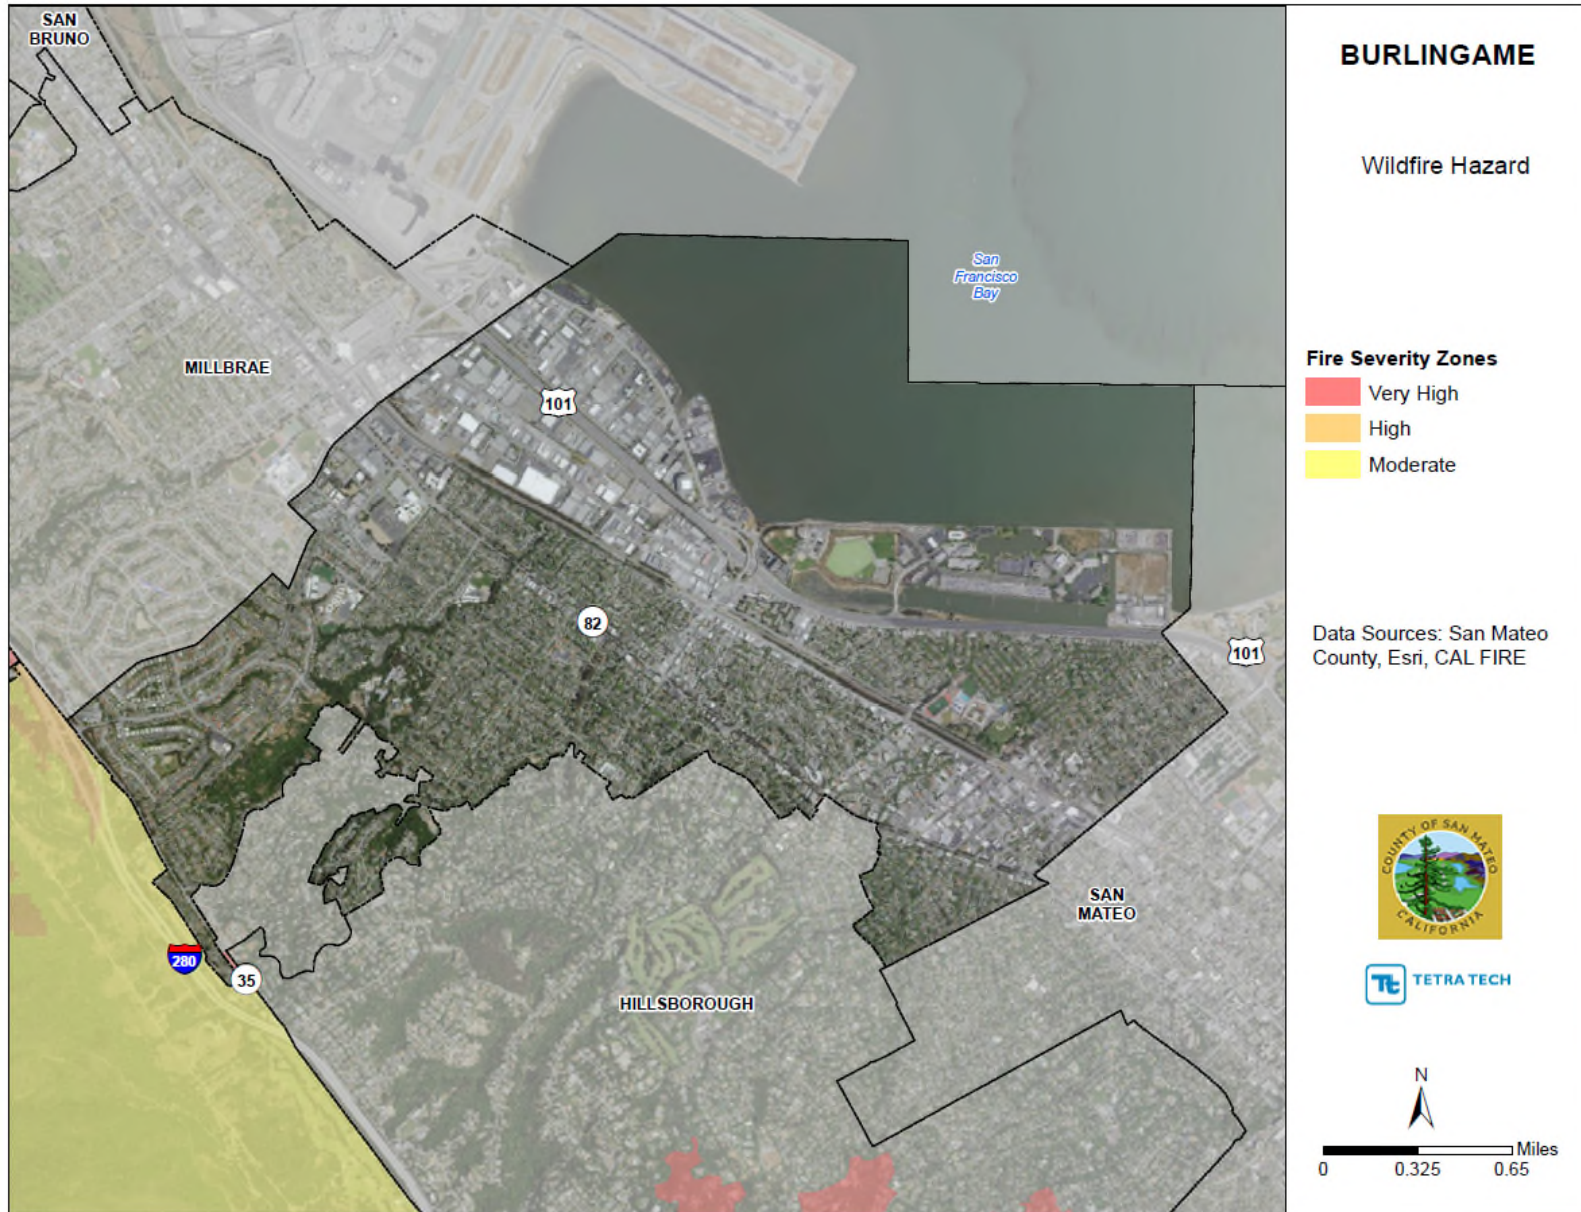 SAN
BRUNO
MILLBRAE
101
San
Francisco
Bay
82
101
280
35
HILLSBOROUGH
SAN
MATEO
BURLINGAME
Wildfire Hazard
Fire Severity Zones
Very High
High
Moderate
Data Sources: San Mateo
County, Esri, CAL FIRE
COUNTY OF SAN MATEO
CALIFORNIA
Tt TETRA TECH
N
Miles
0 0.325 0.65